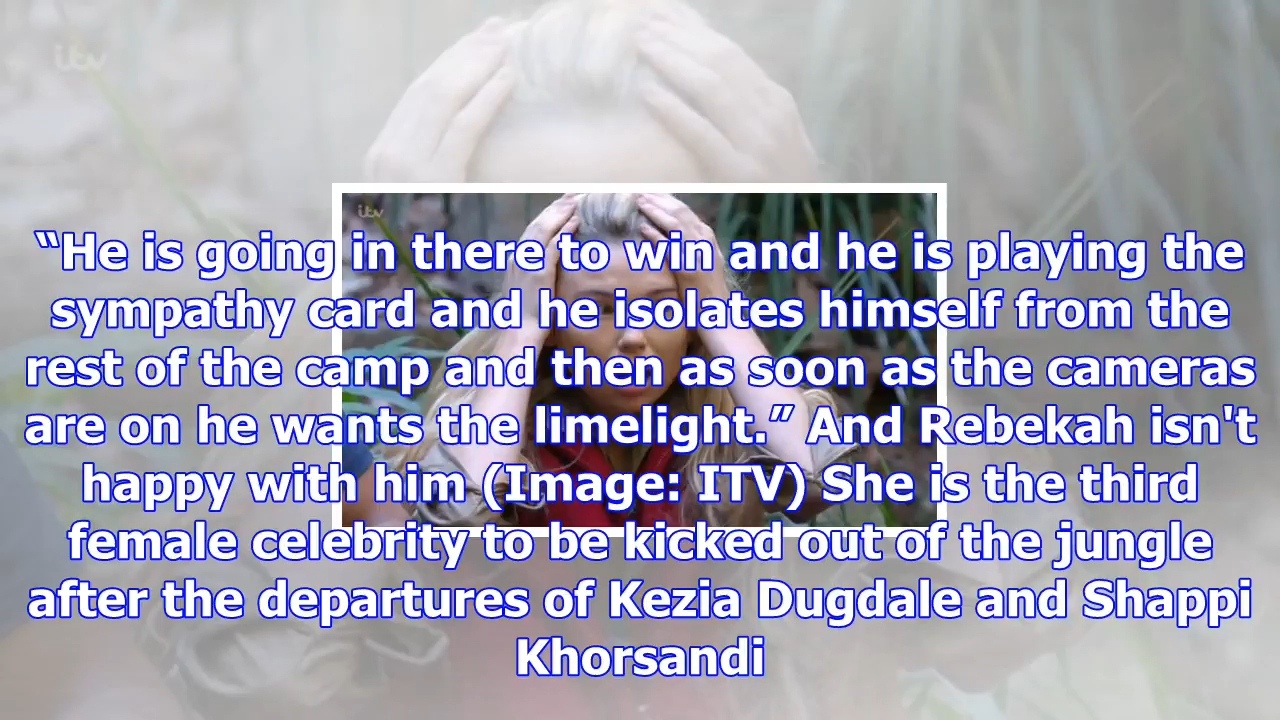 itv
itv
“He is going in there to win and he is playing the
sympathy card and he isolates himself from the
rest of the camp and then as soon as the cameras
are on he wants the limelight.” And Rebekah isn't
happy with him (Image: ITV) She is the third
female celebrity to be kicked out of the jungle
after the departures of Kezia Dugdale and Shappi
Khorsandi